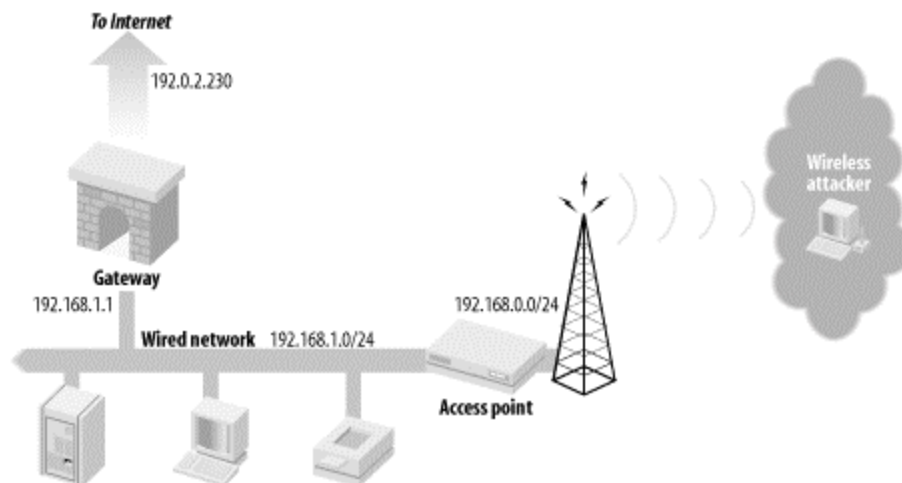 To Internet
192.0.2.230
Wireless
attacker
Gateway
192.168.1.1
192.168.0.0/24
Wired network 192.168.1.0/24
Access point